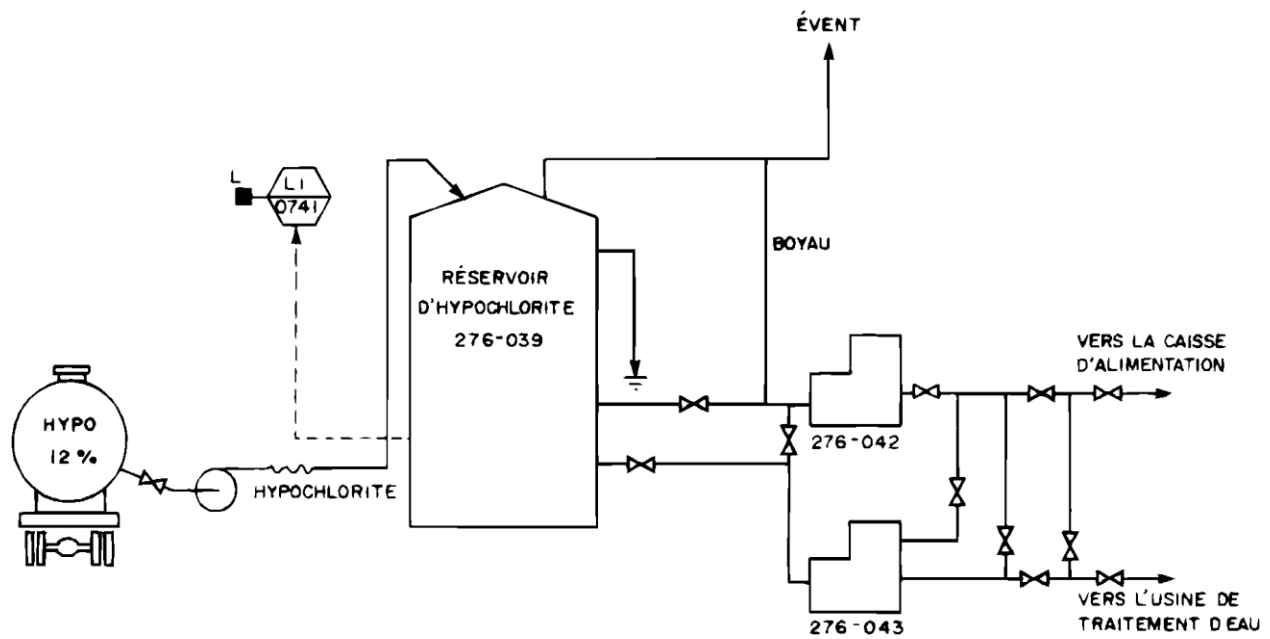 ÉVENT
L
LI
0741
BOYAU
RÉSERVOIR
D'HYPOCHLORITE
276-039
VERS LA CAISSE
D'ALIMENTATION
HYPO
12 %
276-042
HYPOCHLORITE
276-043
VERS L'USINE DE
TRAITEMENT D'EAU